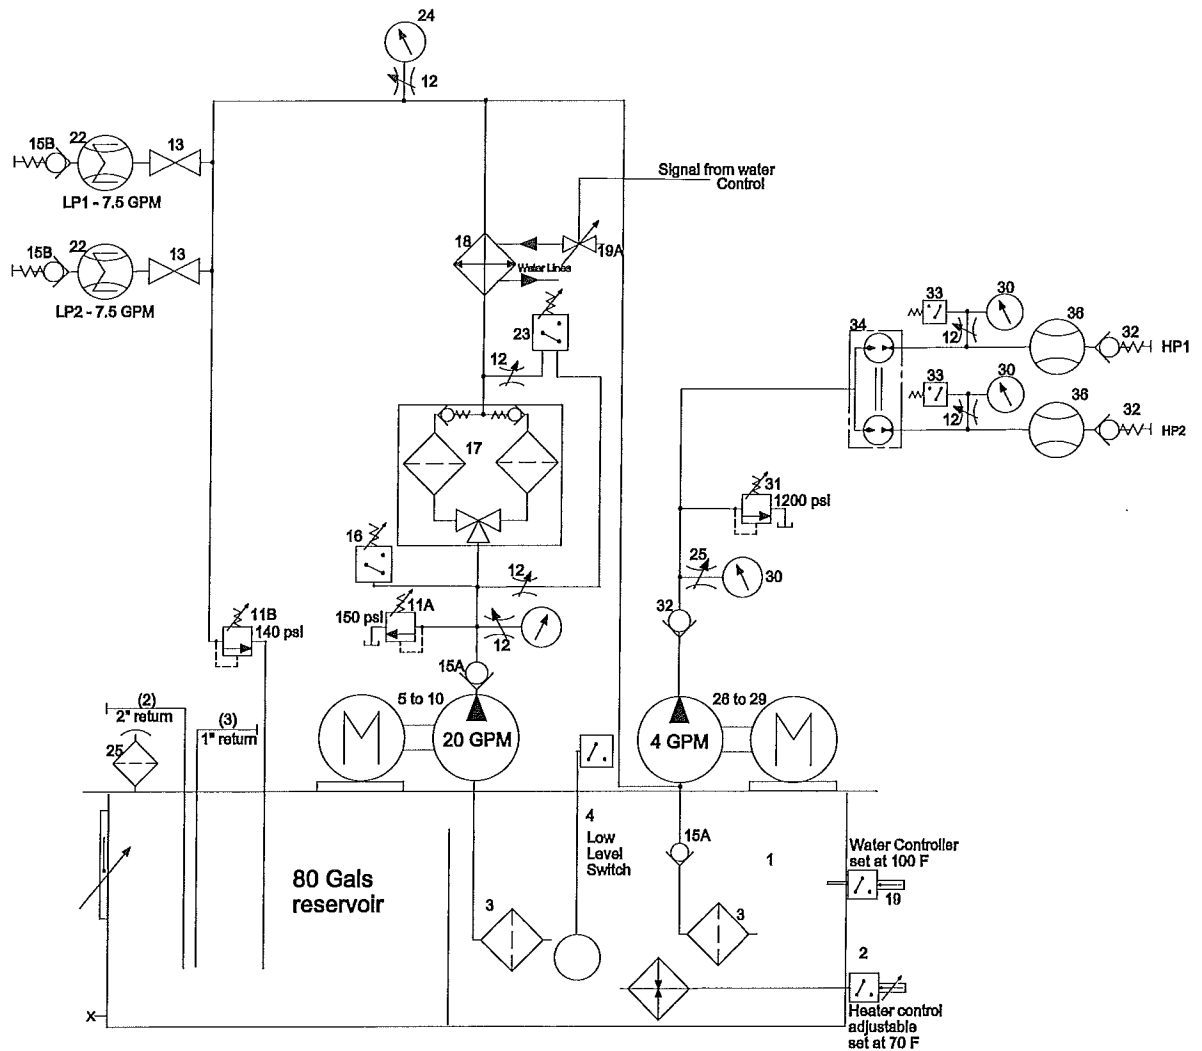 24
12
15B
22
13
LP1 - 7.5 GPM
15B
22
13
LP2 - 7.5 GPM
Signal from water
Control
18
19A
Water Lines
23
12
17
16
12
11A
150 psi
12
11B
140 psi
15A
30
33
36
34
12
32
HP1
30
33
36
12
32
HP2
31
1200 psi
25
30
32
(2)
2" return
(3)
1" return
25
5 to 10
M
20 GPM
26 to 29
4 GPM
M
4
Low
Level
Switch
15A
1
Water Controller
set at 100 F
19
80 Gals
reservoir
3
3
2
Heater control
adjustable
set at 70 F
X